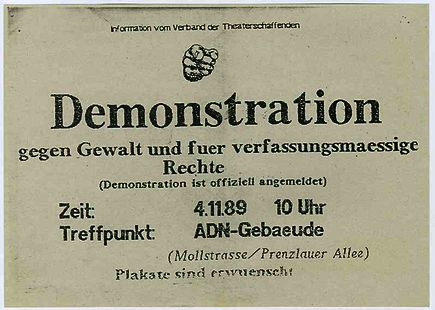 Information vom Verband der Theaterschaffenden
Demonstration
gegen Gewalt und fuer verfassungsmaessige
Rechte
(Demonstration ist offiziell angemeldet)
Zeit: 4.11.89 10 Uhr
Treffpunkt: ADN-Gebaeude
(Mollstrasse/Prenzlauer Allee)
Plakate sind erwuenscht